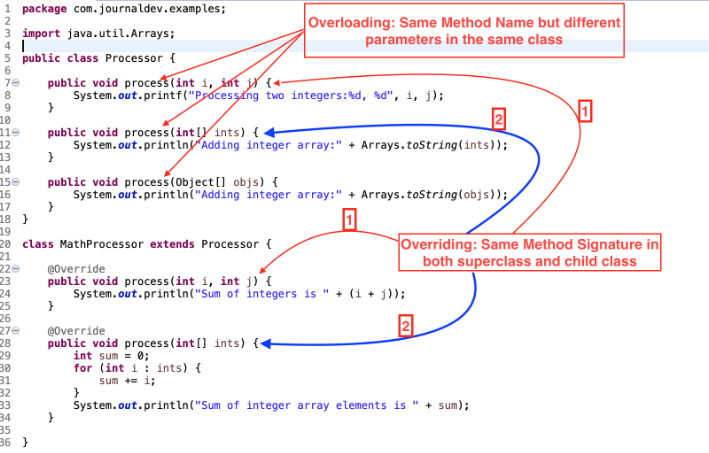 1 package com.journaldev.examples;
2
3 import java.util.Arrays;
4
5 public class Processor {
6
7 public void process(int i, int j) {
8 System.out.printf("Processing two integers:%d, %d", i, j);
9 }
10
11 public void process(int[] ints) {
12 System.out.println("Adding integer array:" + Arrays.toString(ints));
13 }
14
15 public void process(Object[] objs) {
16 System.out.println("Adding integer array:" + Arrays.toString(objs));
17 }
18 }
19
20 class MathProcessor extends Processor {
21
22 @Override
23 public void process(int i, int j) {
24 System.out.println("Sum of integers is " + (i + j));
25 }
26
27 @Override
28 public void process(int[] ints) {
29 int sum = 0;
30 for (int i : ints) {
31 sum += i;
32 }
33 System.out.println("Sum of integer array elements is " + sum);
34 }
35
36 }
Overloading: Same Method Name but different
parameters in the same class
1
2
1
Overriding: Same Method Signature in
both superclass and child class
2